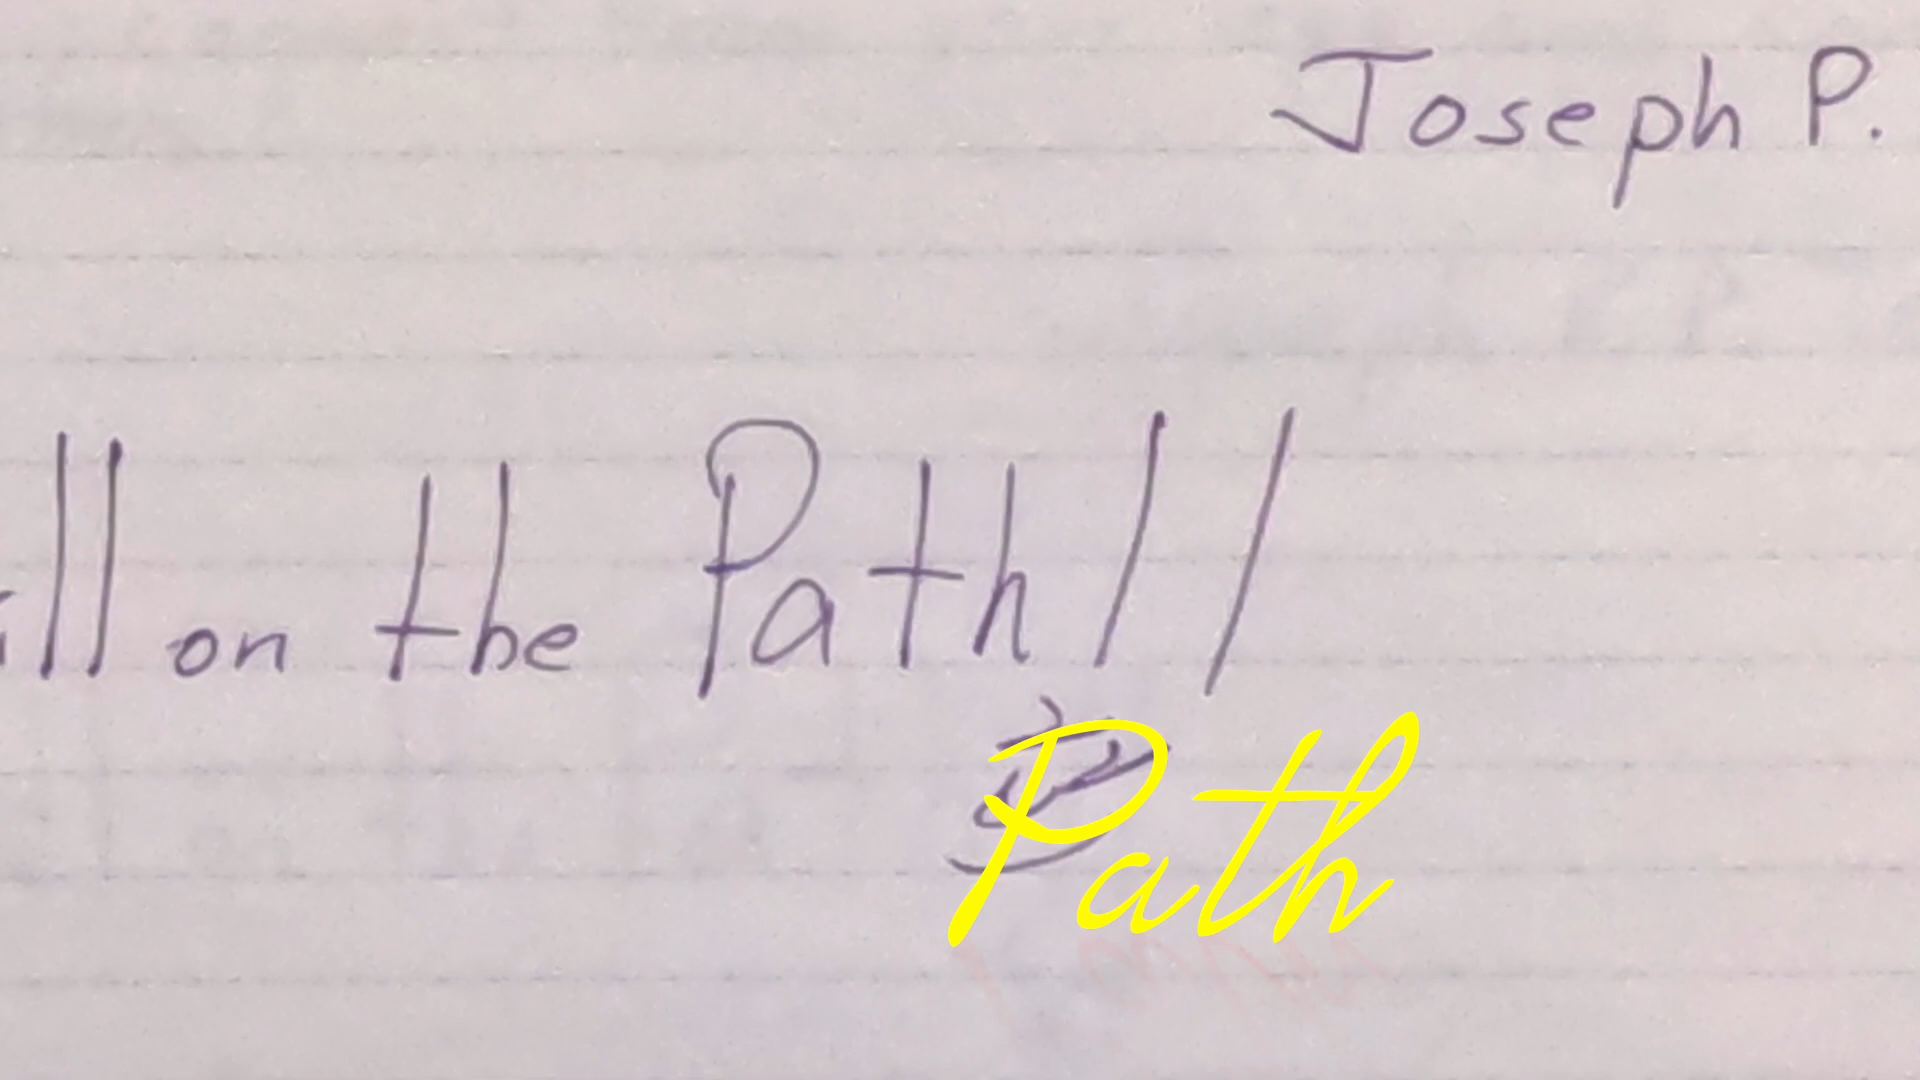 Joseph P.
ll on the Path //
Path